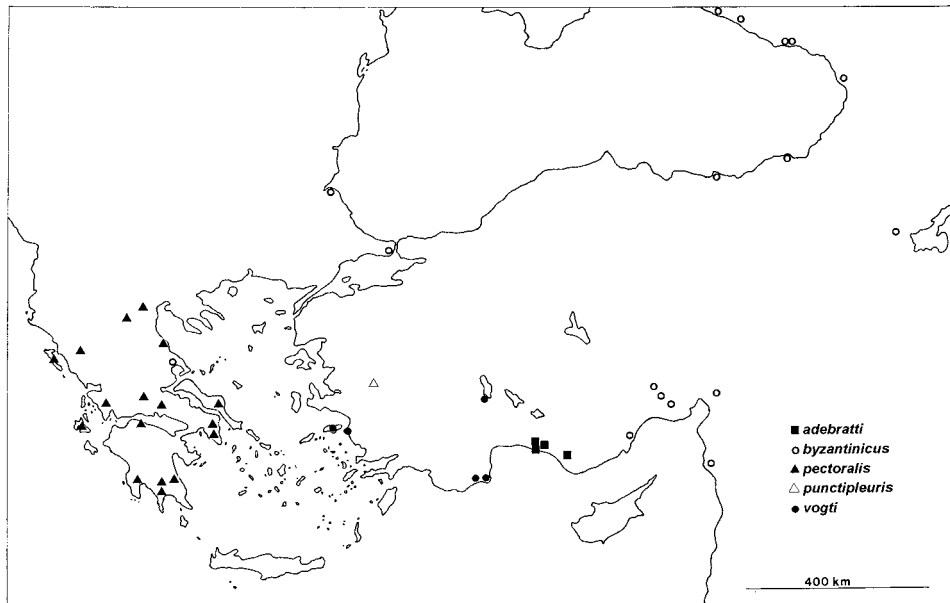 adebratti
byzantinicus
pectoralis
punctipleuris
vogti
400 km